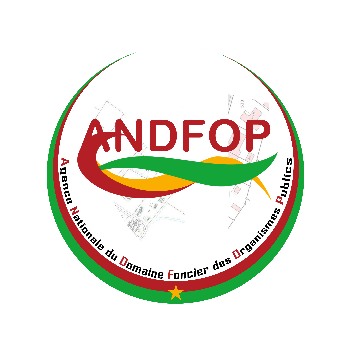 ANDFOP
Agence Nationale du Domaine Foncier des Organismes Publics